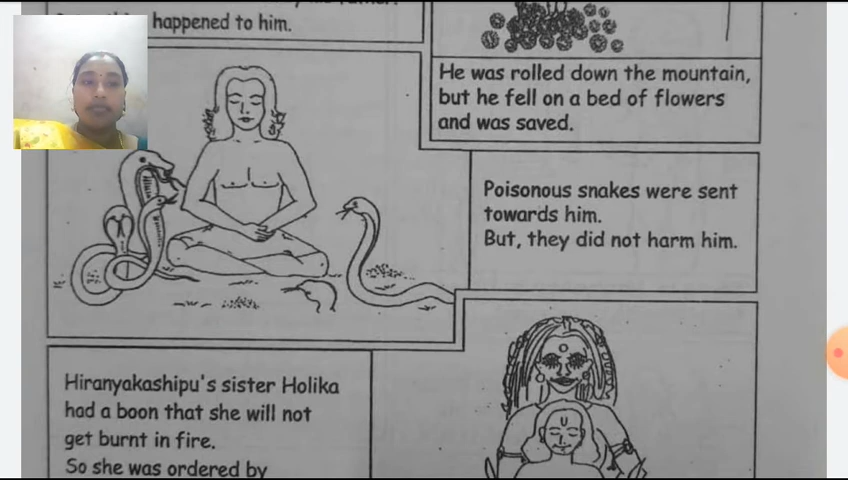 happened to him.
He was rolled down the mountain,
but he fell on a bed of flowers
and was saved.
Poisonous snakes were sent
towards him.
But, they did not harm him.
Hiranyakashipu's sister Holika
had a boon that she will not
get burnt in fire.
So she was ordered by